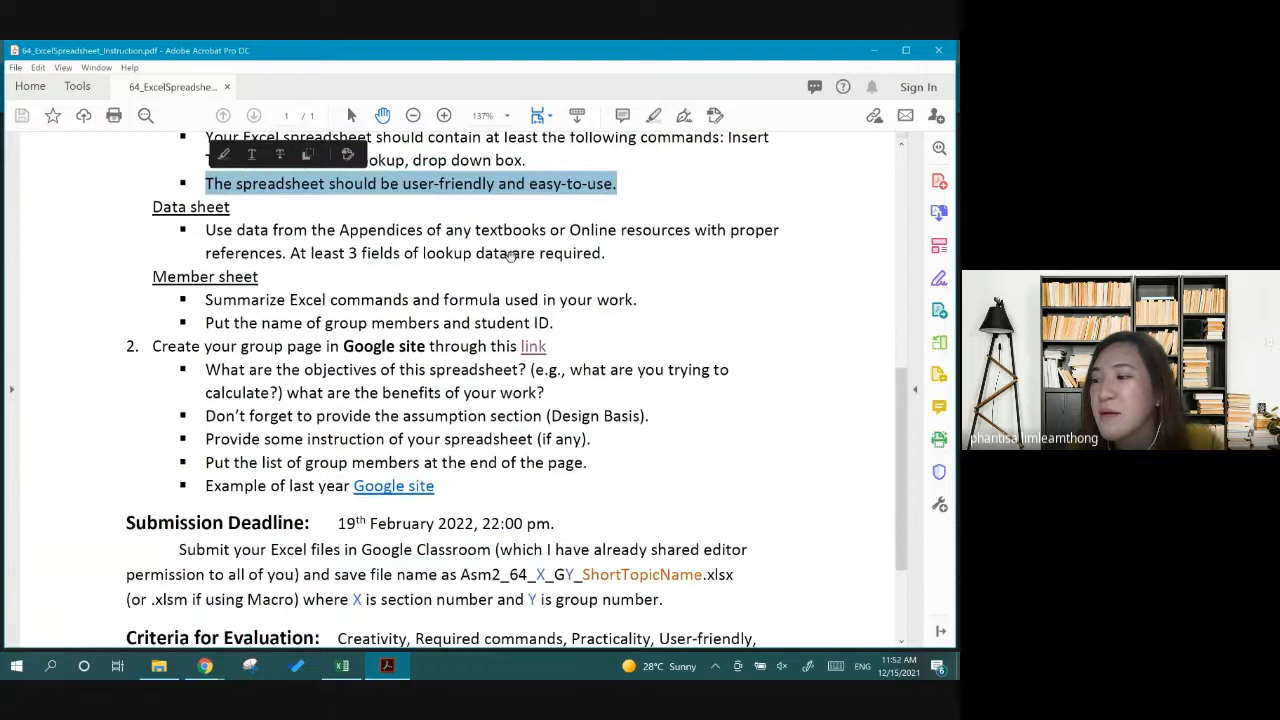 64_ExcelSpreadsheet_Instruction.pdf - Adobe Acrobat Pro DC
File Edit View Window Help
Home Tools 64_ExcelSpreadshe... × Sign In
1 / 1 137%
Your Excel spreadsheet should contain at least the following commands: Insert
lookup, drop down box.
The spreadsheet should be user-friendly and easy-to-use.
Data sheet
Use data from the Appendices of any textbooks or Online resources with proper
references. At least 3 fields of lookup data are required.
Member sheet
Summarize Excel commands and formula used in your work.
Put the name of group members and student ID.
2. Create your group page in Google site through this link
What are the objectives of this spreadsheet? (e.g., what are you trying to
calculate?) what are the benefits of your work?
Don't forget to provide the assumption section (Design Basis).
Provide some instruction of your spreadsheet (if any).
Put the list of group members at the end of the page.
Example of last year Google site
Submission Deadline: 19th February 2022, 22:00 pm.
Submit your Excel files in Google Classroom (which I have already shared editor
permission to all of you) and save file name as Asm2_64_X_GY_ShortTopicName.xlsx
(or .xlsm if using Macro) where X is section number and Y is group number.
Criteria for Evaluation: Creativity, Required commands, Practicality, User-friendly,
phantisa limleamthong
28°C Sunny ENG 11:52 AM
12/15/2021 6